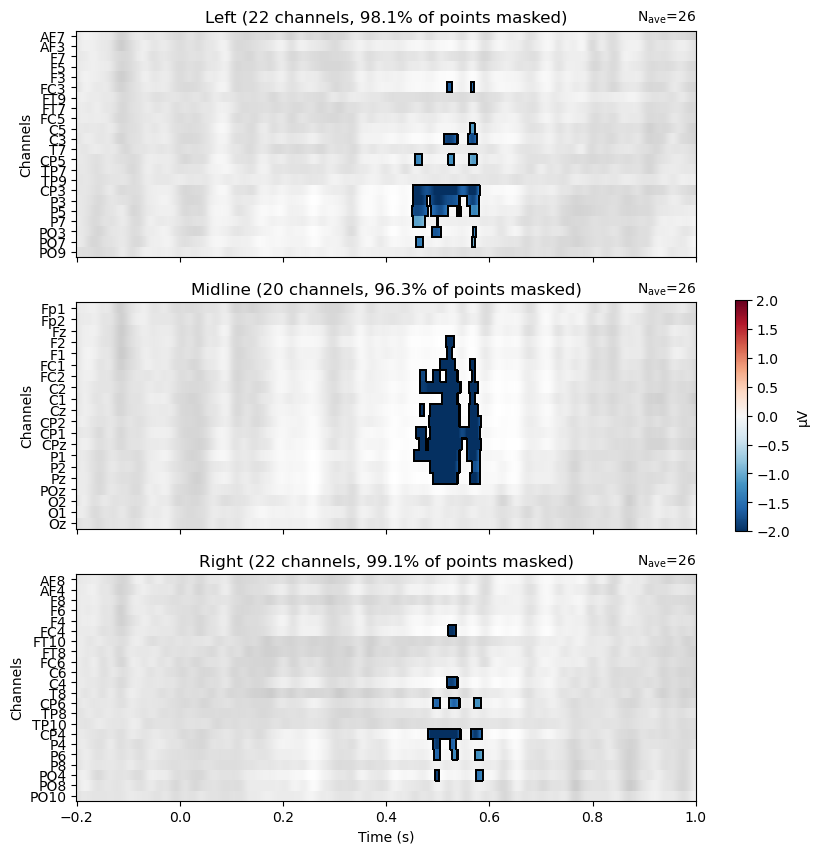 Left (22 channels, 98.1% of points masked)
Nave=26
Channels
AF7
AF3
F7
F5
F3
FC3
FT9
FT7
FC5
C5
C3
T7
CP5
TP7
TP9
CP3
P3
P5
P7
PO3
PO7
PO9
Midline (20 channels, 96.3% of points masked)
Nave=26
Channels
Fp1
Fp2
Fz
F2
F1
FC1
FC2
C2
C1
Cz
CP2
CP1
CPz
P1
P2
Pz
POz
O2
O1
Oz
2.0
1.5
1.0
0.5
0.0
−0.5
−1.0
−1.5
−2.0
µV
Right (22 channels, 99.1% of points masked)
Nave=26
Channels
AF8
AF4
F8
F6
F4
FC4
FT10
FT8
FC6
C6
C4
T8
CP6
TP8
TP10
CP4
P4
P6
P8
PO4
PO8
PO10
−0.2 0.0 0.2 0.4 0.6 0.8 1.0
Time (s)